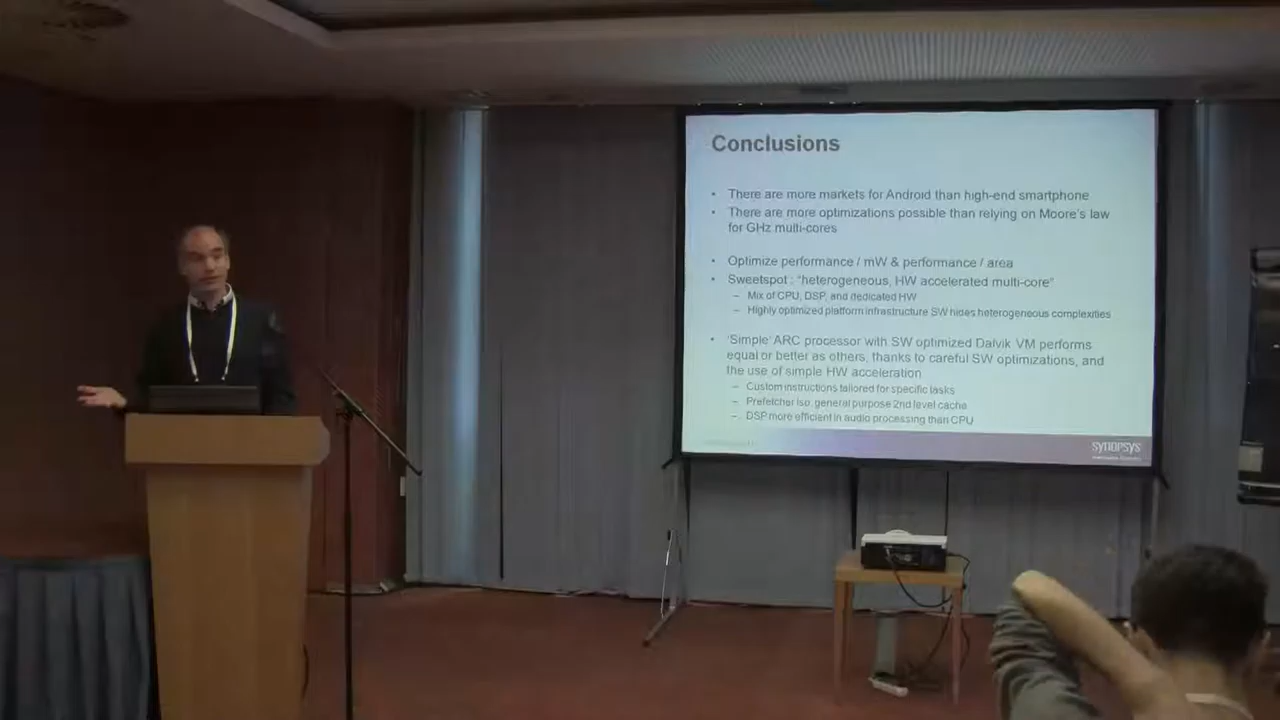 Conclusions
• There are more markets for Android than high-end smartphone
• There are more optimizations possible than relying on Moore's law
for GHz multi-cores
• Optimize performance / mW & performance / area
• Sweetspot : "heterogeneous, HW accelerated multi-core"
– Mix of CPU, DSP, and dedicated HW
– Highly optimized platform infrastructure SW hides heterogeneous complexities
• 'Simple' ARC processor with SW optimized Dalvik VM performs
equal or better as others, thanks to careful SW optimizations, and
the use of simple HW acceleration
– Custom instructions tailored for specific tasks
– Prefetcher iso. general purpose 2nd level cache
– DSP more efficient in audio processing than CPU
SYNOPSYS